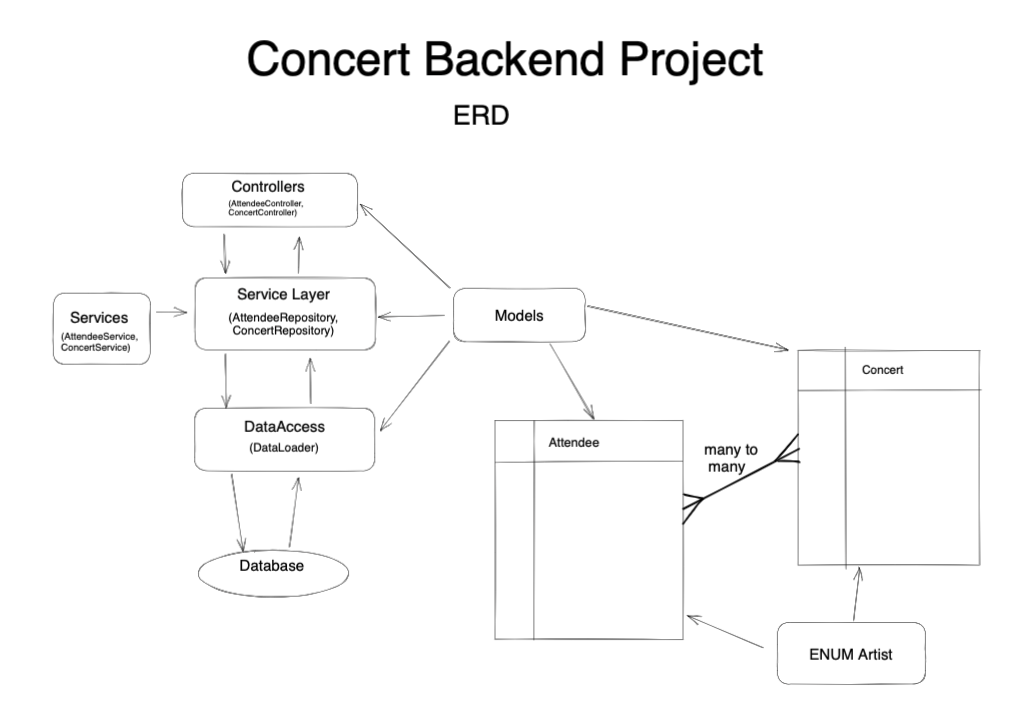 Concert Backend Project
ERD
Controllers
(AttendeeController,
ConcertController)
Services
(AttendeeService,
ConcertService)
Service Layer
(AttendeeRepository,
ConcertRepository)
Models
DataAccess
(DataLoader)
Database
Attendee
many to
many
Concert
ENUM Artist